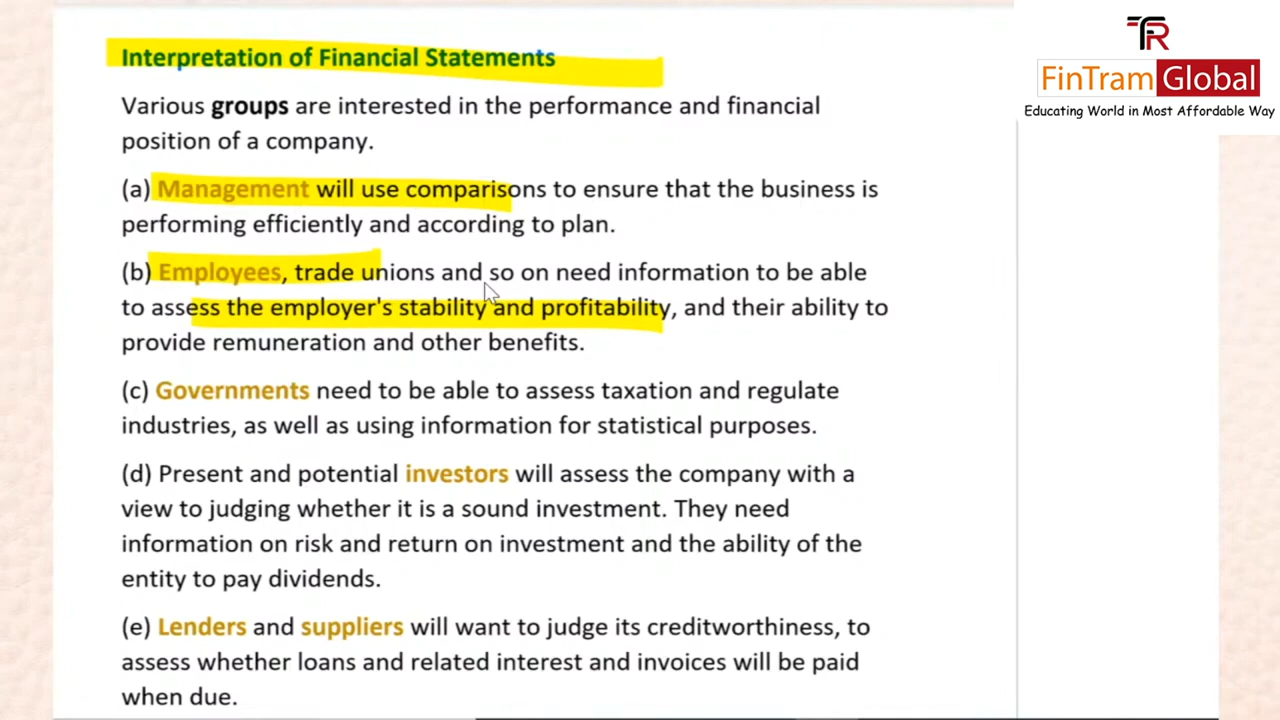 TR
FinTram Global
Educating World in Most Affordable Way
Interpretation of Financial Statements
Various groups are interested in the performance and financial
position of a company.
(a) Management will use comparisons to ensure that the business is
performing efficiently and according to plan.
(b) Employees, trade unions and so on need information to be able
to assess the employer's stability and profitability, and their ability to
provide remuneration and other benefits.
(c) Governments need to be able to assess taxation and regulate
industries, as well as using information for statistical purposes.
(d) Present and potential investors will assess the company with a
view to judging whether it is a sound investment. They need
information on risk and return on investment and the ability of the
entity to pay dividends.
(e) Lenders and suppliers will want to judge its creditworthiness, to
assess whether loans and related interest and invoices will be paid
when due.